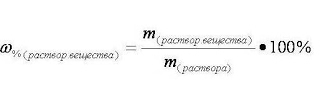 ω%(раствор вещества) = m(раствор вещества) / m(раствора) • 100%